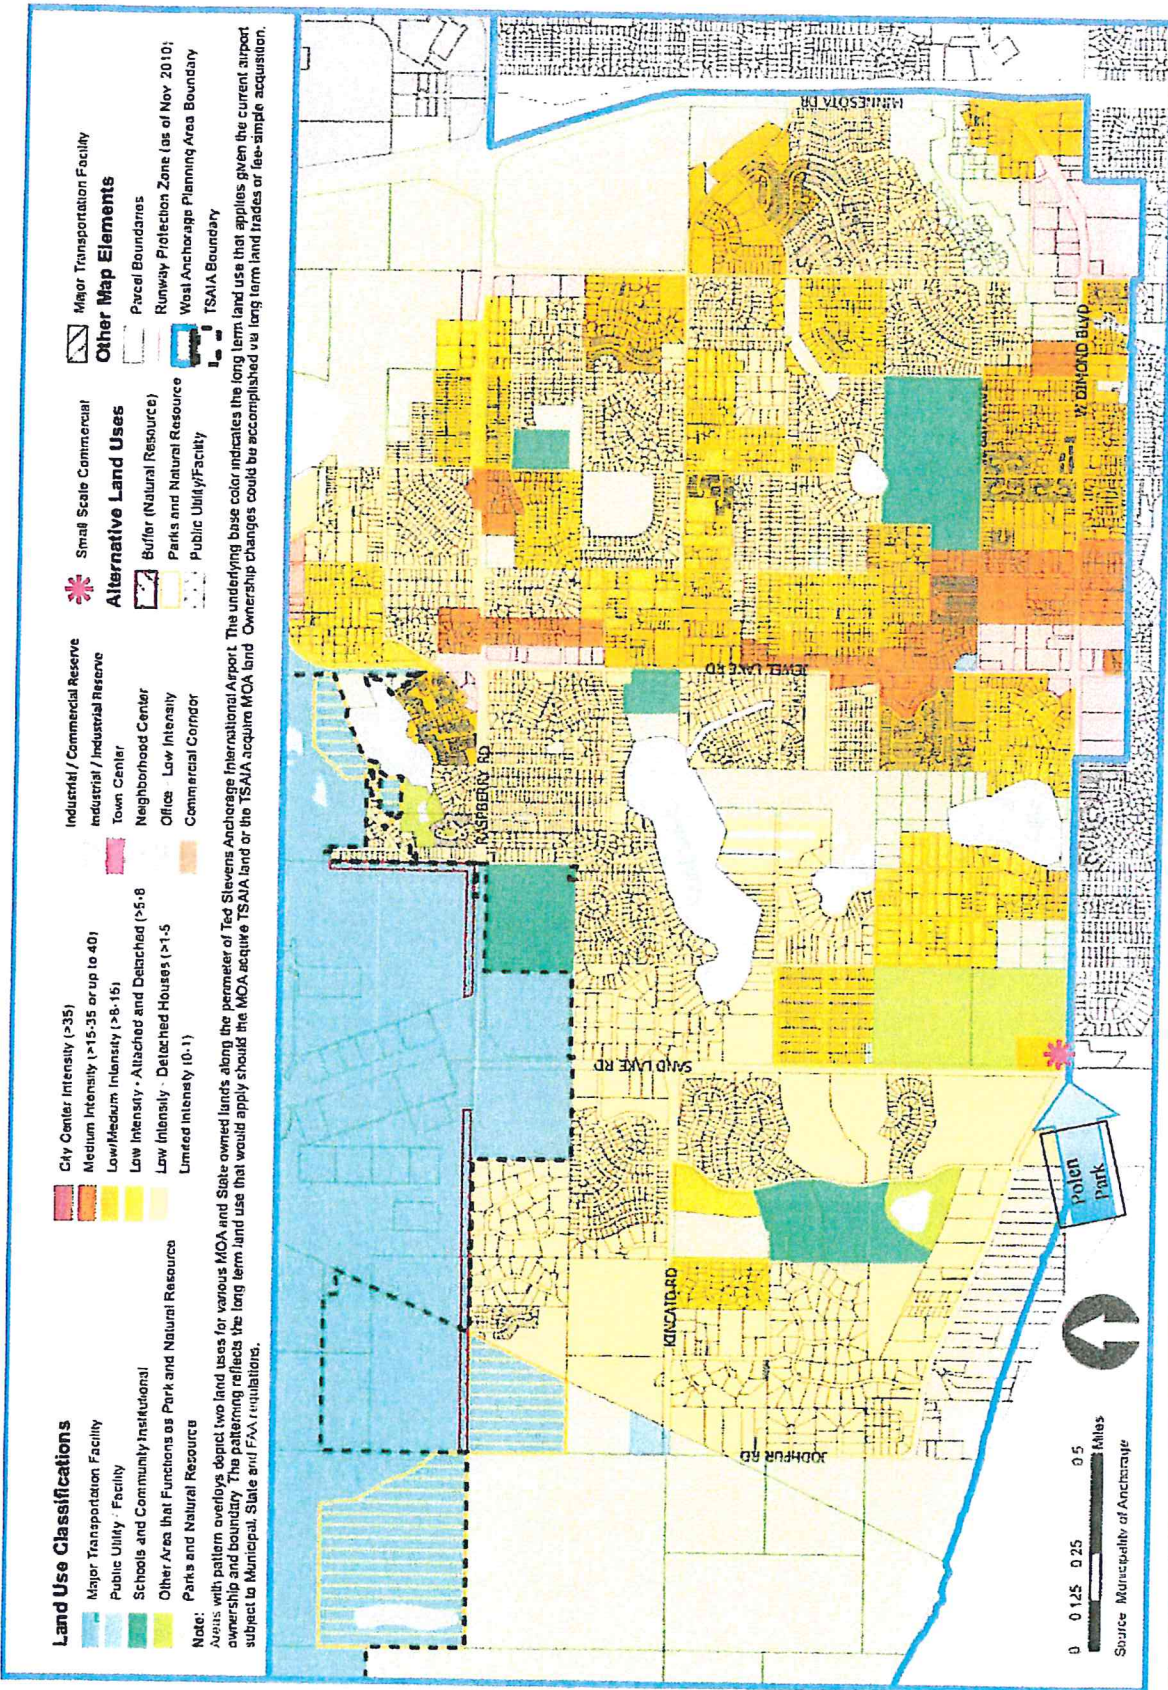 Land Use Classifications
Major Transportation Facility
Public Utility / Facility
Schools and Community Institutional
Other Area that Functions as Park and Natural Resource
Parks and Natural Resource
City Center Intensity (>35)
Medium Intensity (>15-35 or up to 40)
Low/Medium Intensity (>8-15)
Low Intensity - Attached and Detached (>5-8
Low Intensity - Detached Houses (>1-5
Limited Intensity (0-1)
Industrial / Commercial Reserve
Industrial / Industrial Reserve
Town Center
Neighborhood Center
Office - Low Intensity
Commercial Corridor
Small Scale Commercial
Alternative Land Uses
Buffer (Natural Resource)
Parks and Natural Resource
Public Utility/Facility
Major Transportation Facility
Other Map Elements
Parcel Boundaries
Runway Protection Zone (as of Nov 2010)
West Anchorage Planning Area Boundary
TSAIA Boundary
Note:
Areas with pattern overlays depict two land uses for various MOA and State owned lands along the perimeter of Ted Stevens Anchorage International Airport. The underlying base color indicates the long term land use that applies given the current airport
ownership and boundary. The patterning reflects the long term land use that would apply should the MOA acquire TSAIA land or the TSAIA acquire MOA land. Ownership changes could be accomplished via long term land trades or fee-simple acquisition,
subject to Municipal, State and FAA regulations.
RASPBERRY RD
JEWEL LAKE RD
MINNESOTA DR
SAND LAKE RD
KINCAID RD
JODHPUR RD
W DIMOND BLVD
Polen
Park
0 0.125 0.25 0.5
Miles
Source: Municipality of Anchorage